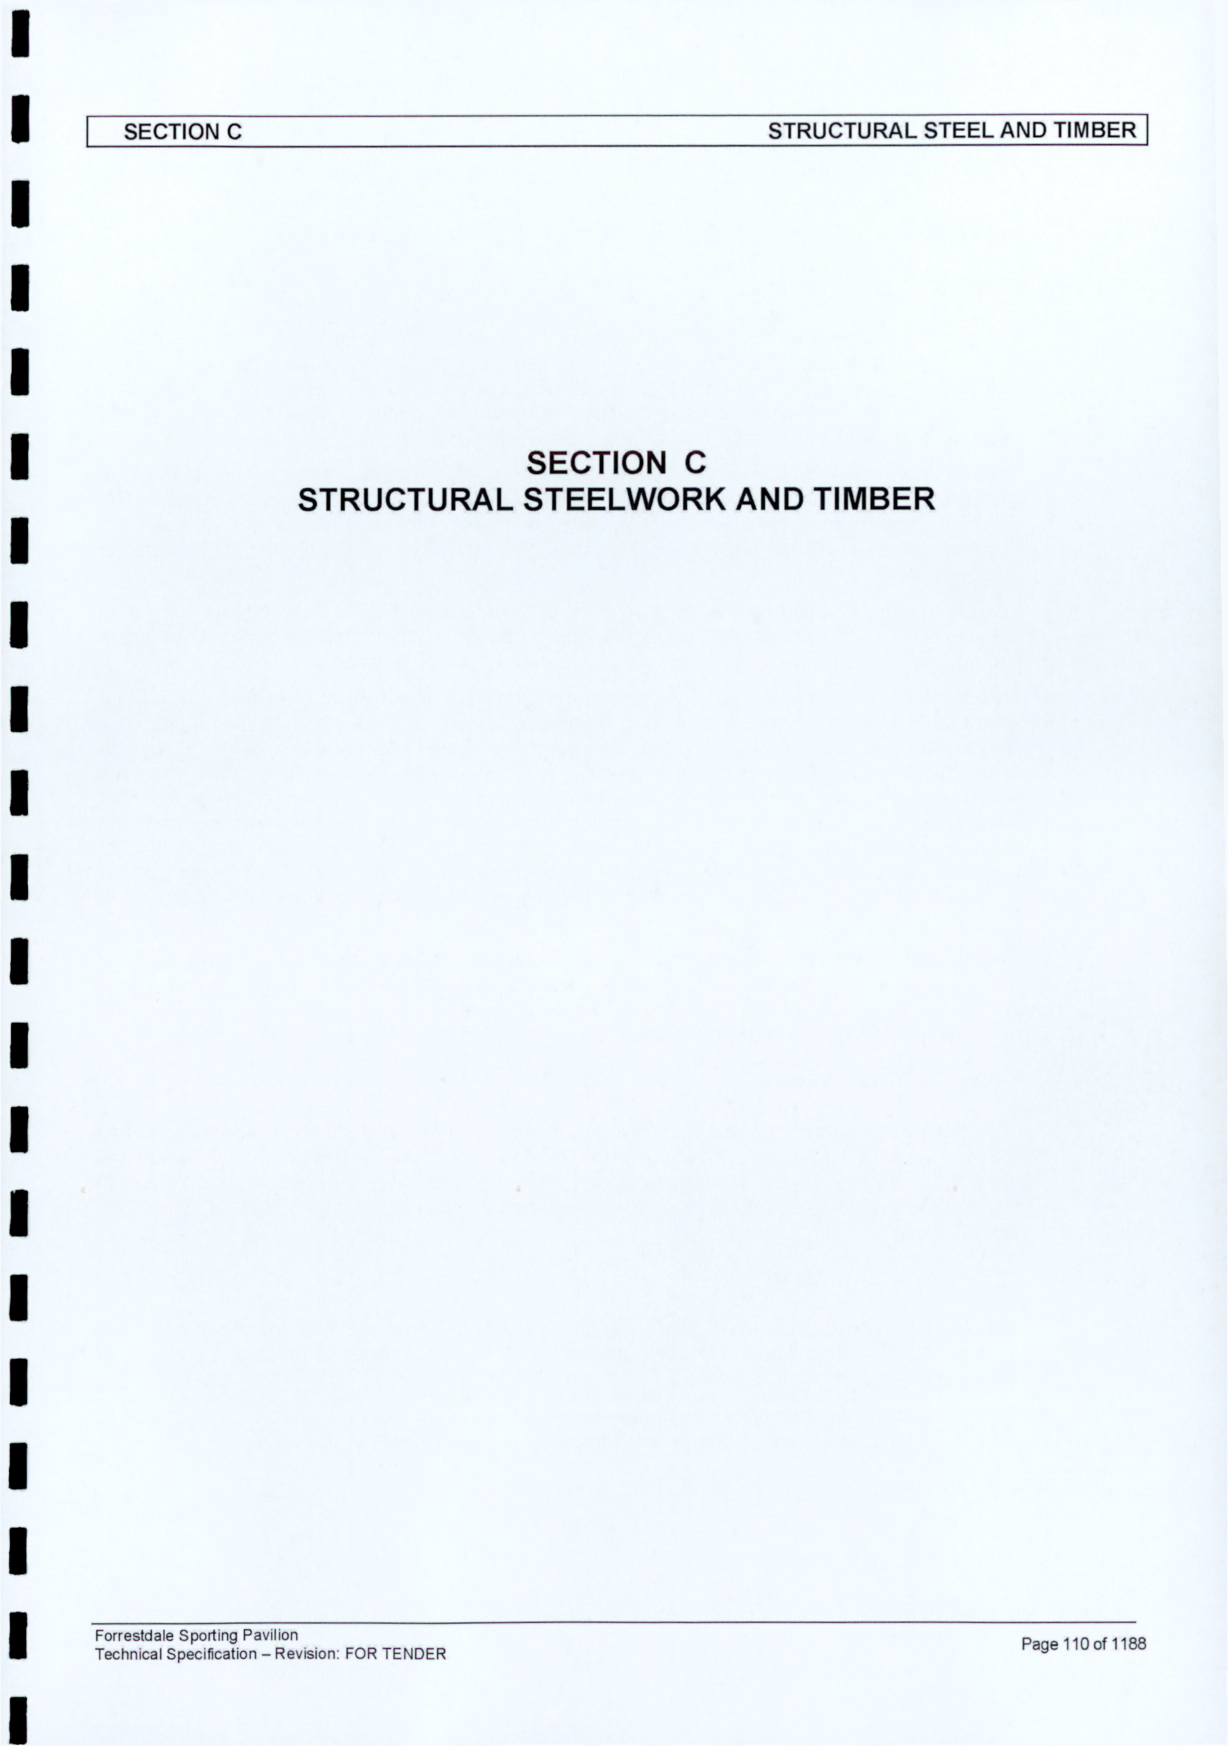 SECTION C STRUCTURAL STEEL AND TIMBER
SECTION C
STRUCTURAL STEELWORK AND TIMBER
Forrestdale Sporting Pavilion
Technical Specification – Revision: FOR TENDER
Page 110 of 1188